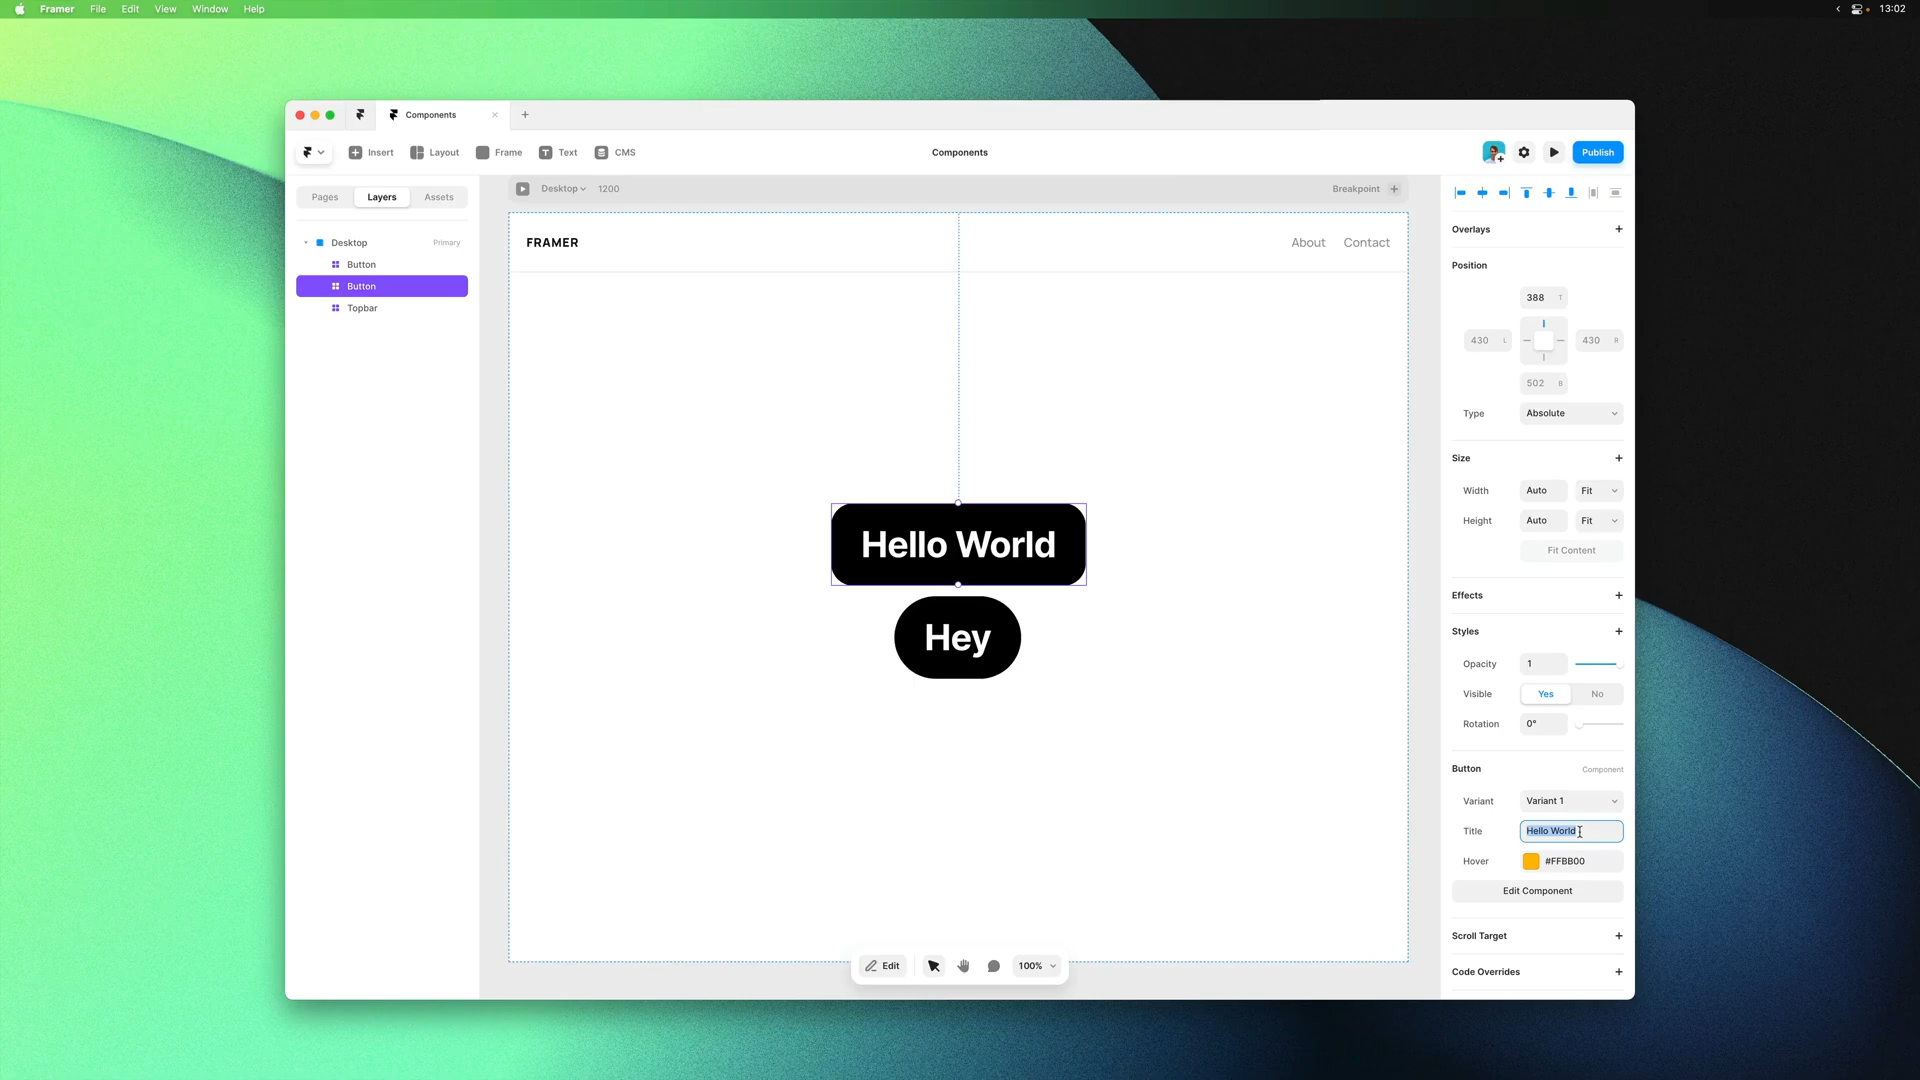 Framer File Edit View Window Help 13:02
Components
Insert Layout Frame Text CMS Components Publish
Pages Layers Assets
Desktop 1200 Breakpoint
Desktop Primary
Button
Button
Topbar
FRAMER About Contact
Hello World
Hey
Edit 100%
Overlays
Position
388 T
430 L 430 R
502 B
Type Absolute
Size
Width Auto Fit
Height Auto Fit
Fit Content
Effects
Styles
Opacity 1
Visible Yes No
Rotation 0°
Button Component
Variant Variant 1
Title Hello World
Hover #FFBB00
Edit Component
Scroll Target
Code Overrides